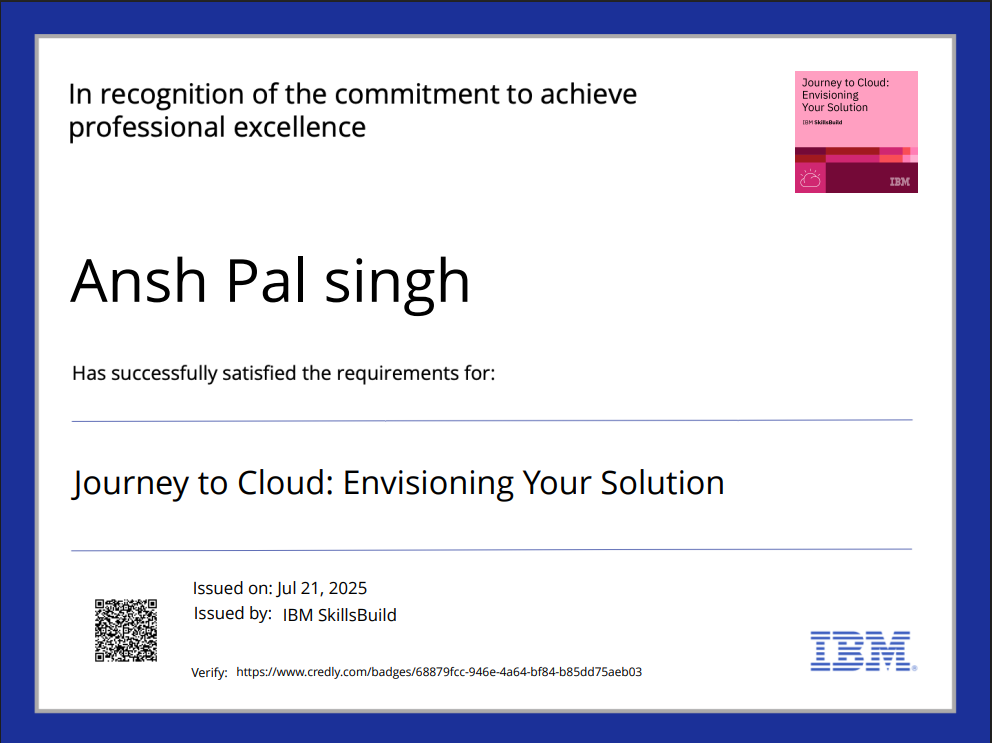 In recognition of the commitment to achieve
professional excellence
Journey to Cloud:
Envisioning
Your Solution
IBM SkillsBuild
IBM
Ansh Pal singh
Has successfully satisfied the requirements for:
Journey to Cloud: Envisioning Your Solution
Issued on: Jul 21, 2025
Issued by: IBM SkillsBuild
Verify: https://www.credly.com/badges/68879fcc-946e-4a64-bf84-b85dd75aeb03
IBM®